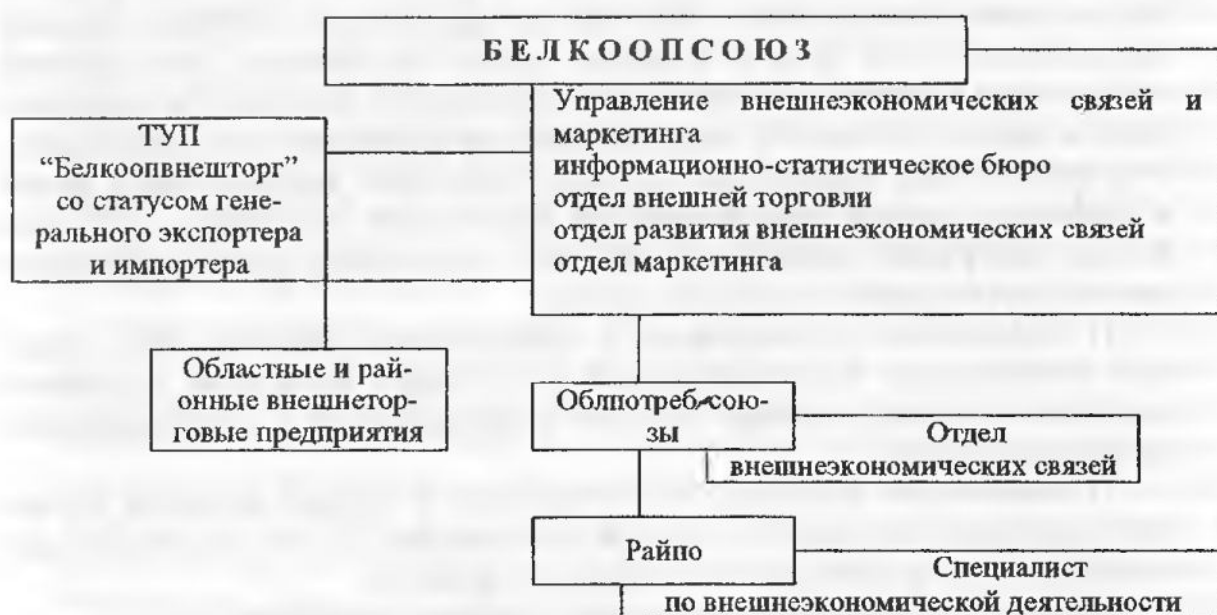 БЕЛКООПСОЮЗ
Управление внешнеэкономических связей и
маркетинга
информационно-статистическое бюро
отдел внешней торговли
отдел развития внешнеэкономических связей
отдел маркетинга
ТУП
“Белкоопвнешторг”
со статусом гене-
рального экспортера
и импортера
Областные и рай-
онные внешнетор-
говые предприятия
Облпотребсою-
зы
Отдел
внешнеэкономических связей
Райпо
Специалист
по внешнеэкономической деятельности